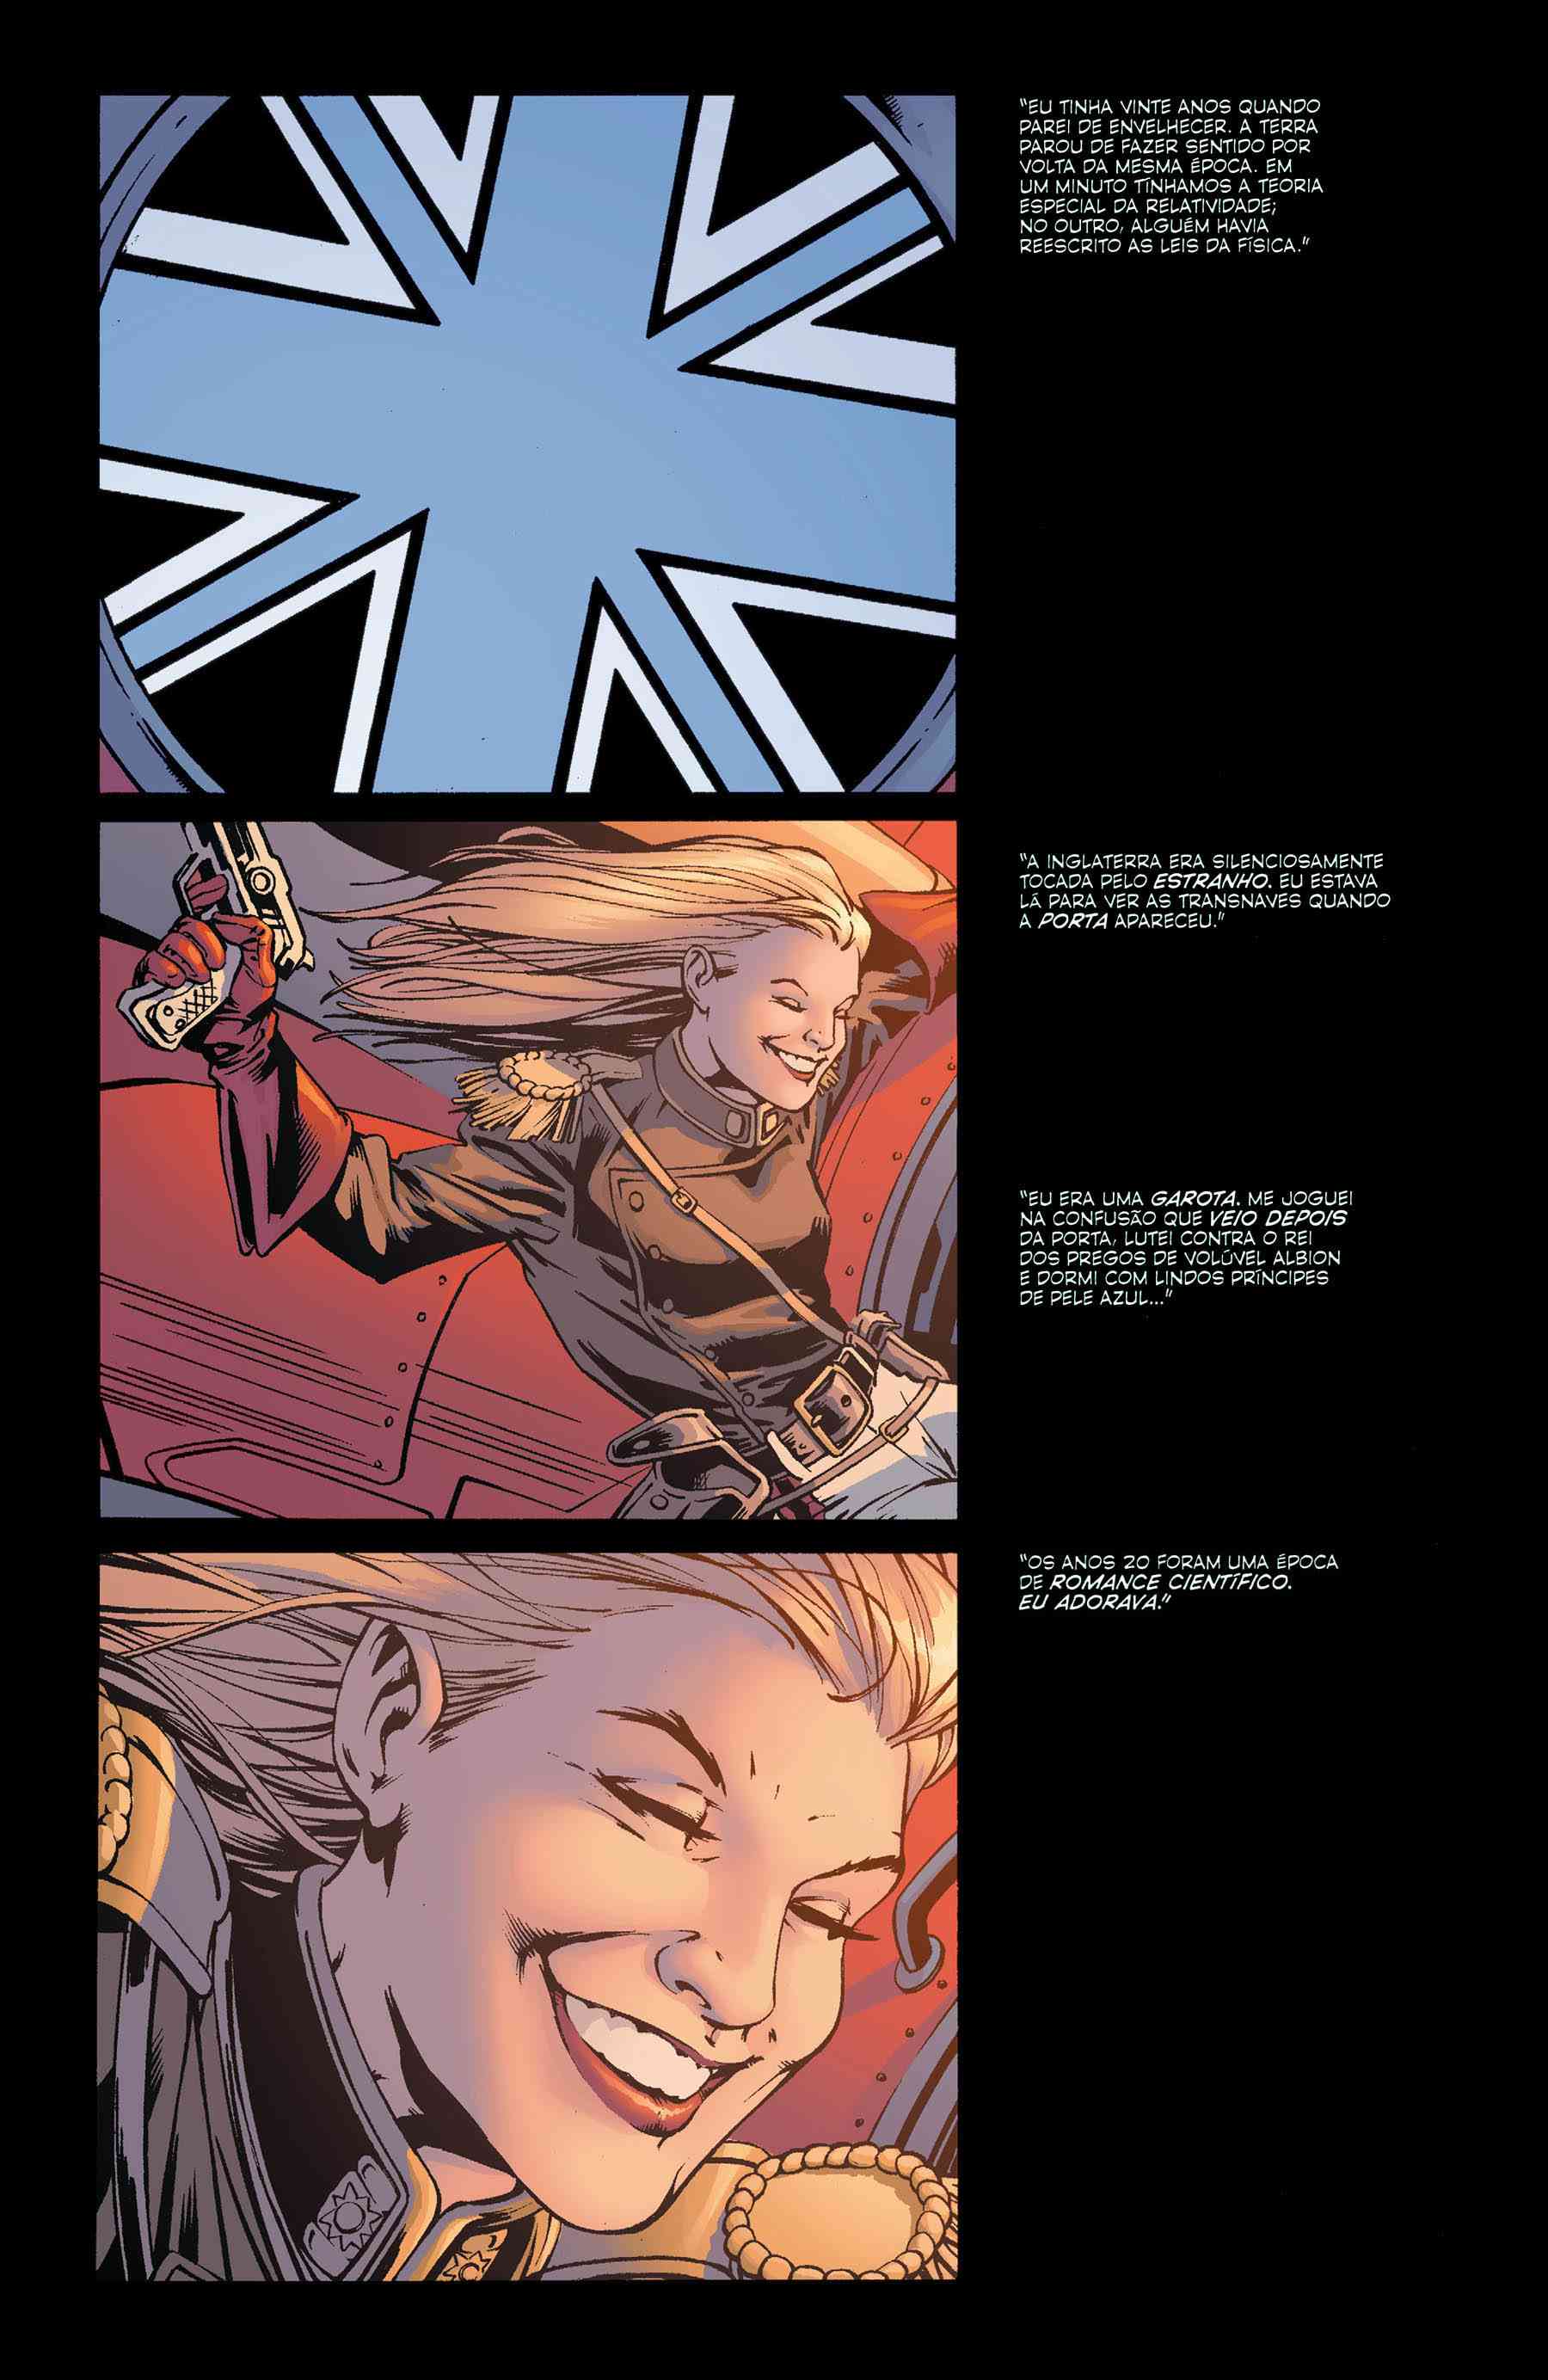 "EU TINHA VINTE ANOS QUANDO
PAREI DE ENVELHECER. A TERRA
PAROU DE FAZER SENTIDO POR
VOLTA DA MESMA ÉPOCA. EM
UM MINUTO TÍNHAMOS A TEORIA
ESPECIAL DA RELATIVIDADE;
NO OUTRO, ALGUÉM HAVIA
REESCRITO AS LEIS DA FÍSICA."
"A INGLATERRA ERA SILENCIOSAMENTE
TOCADA PELO ESTRANHO. EU ESTAVA
LÁ PARA VER AS TRANSNAVES QUANDO
A PORTA APARECEU."
"EU ERA UMA GAROTA. ME JOGUEI
NA CONFUSÃO QUE VEIO DEPOIS
DA PORTA, LUTEI CONTRA O REI
DOS PREGOS DE VOLÚVEL ALBION
E DORMI COM LINDOS PRÍNCIPES
DE PELE AZUL..."
"OS ANOS 20 FORAM UMA ÉPOCA
DE ROMANCE CIENTÍFICO.
EU ADORAVA."